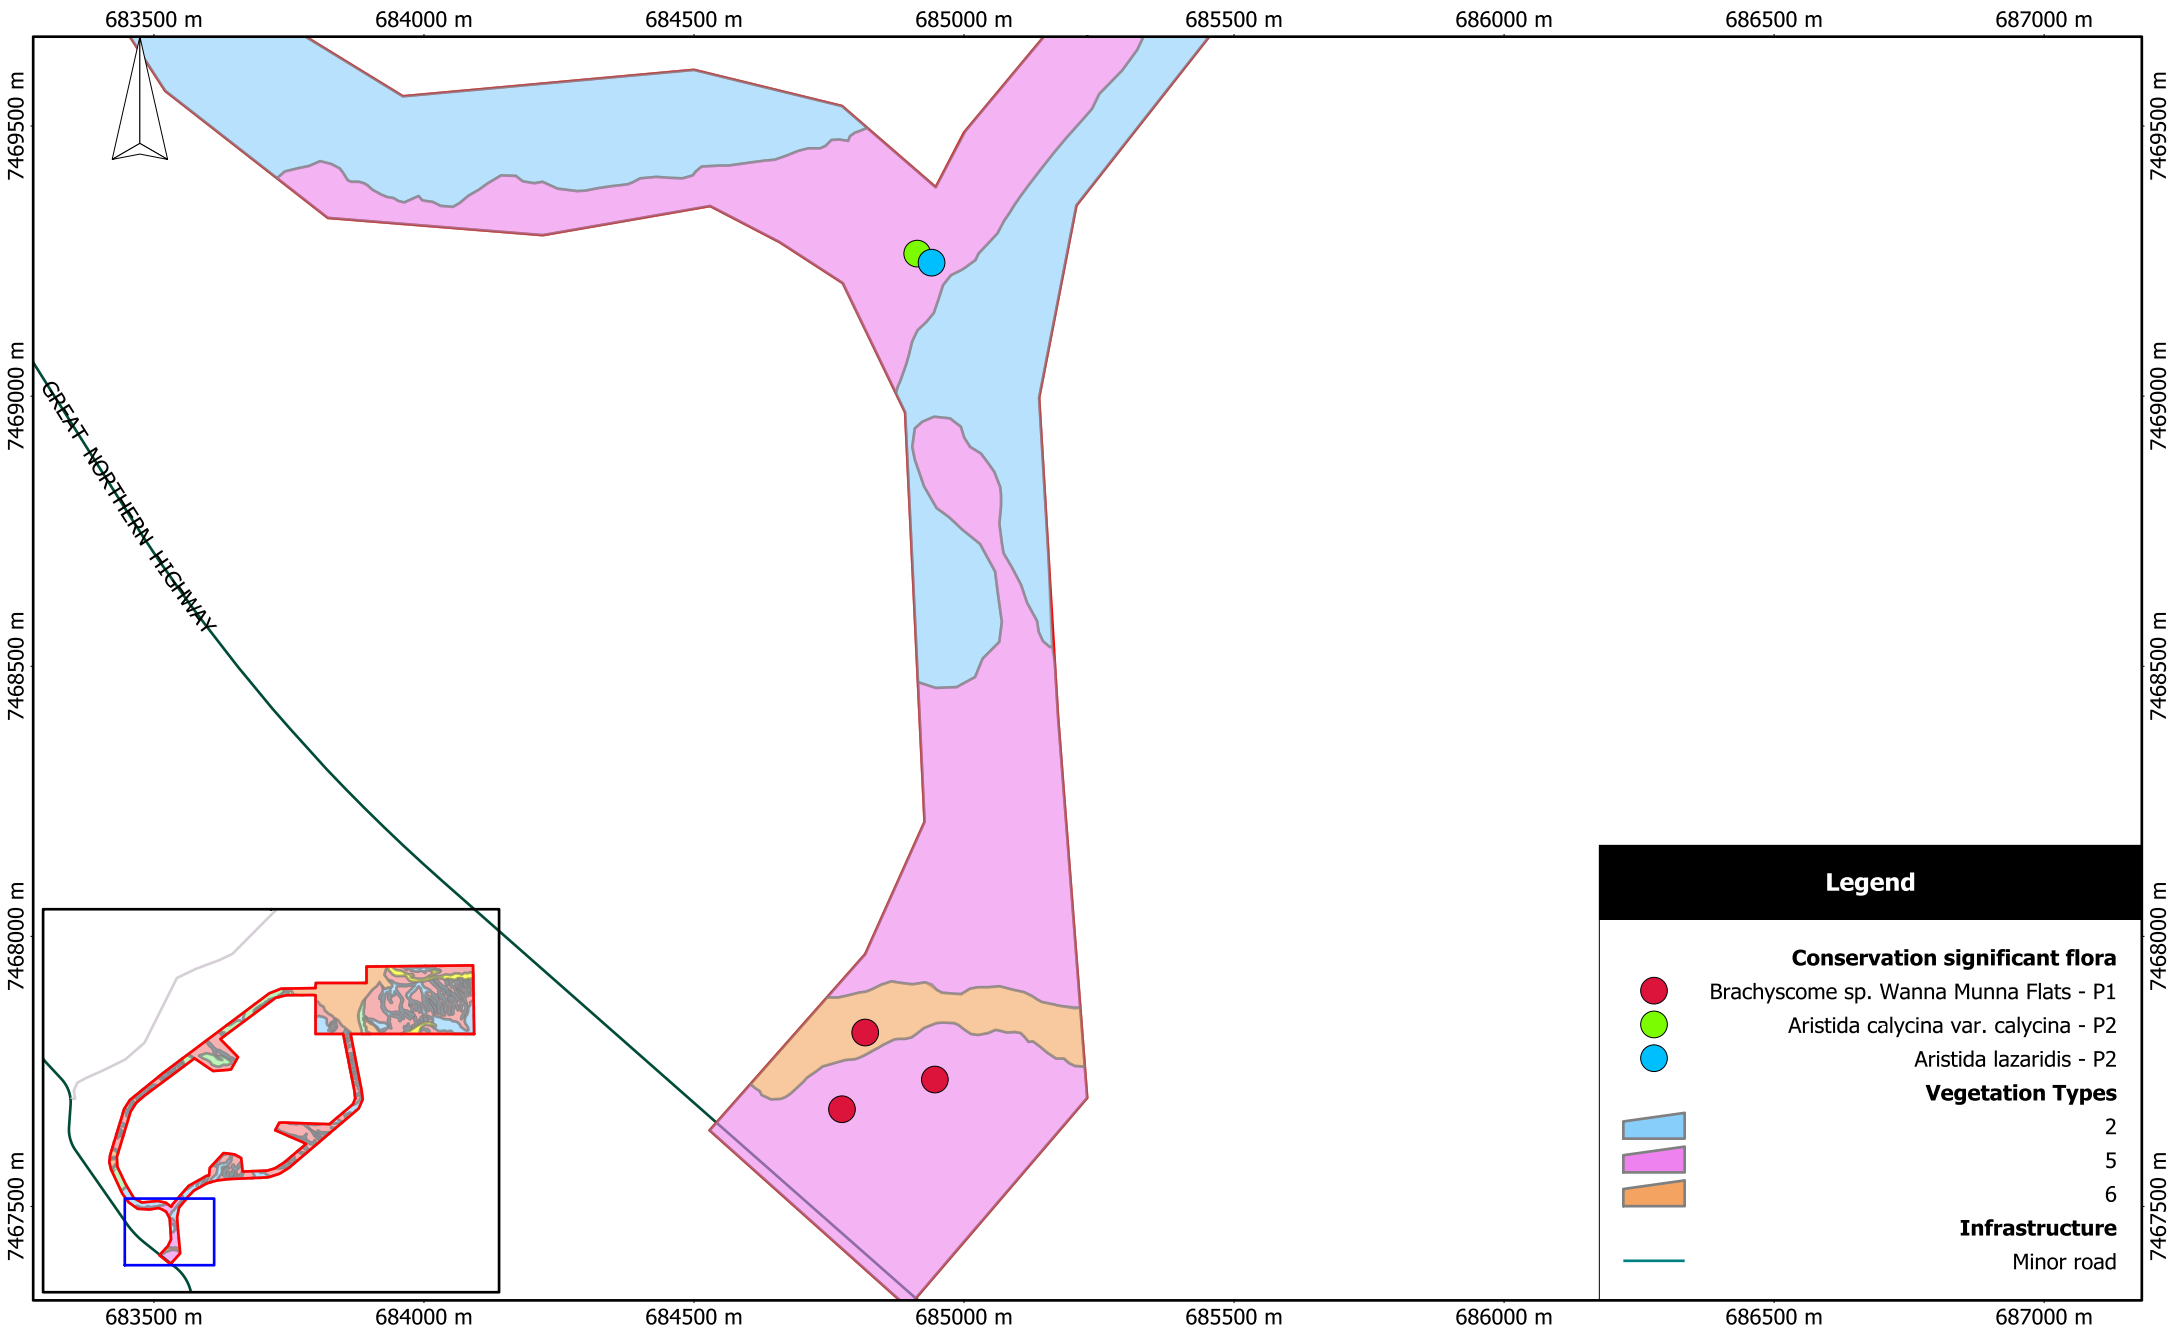 683500 m 684000 m 684500 m 685000 m 685500 m 686000 m 686500 m 687000 m
7469500 m 7469500 m
7469000 m 7469000 m
GREAT NORTHERN HIGHWAY
7468500 m 7468500 m
7468000 m 7468000 m
7467500 m 7467500 m
Legend
Conservation significant flora
Brachyscome sp. Wanna Munna Flats - P1
Aristida calycina var. calycina - P2
Aristida lazaridis - P2
Vegetation Types
2
5
6
Infrastructure
Minor road
683500 m 684000 m 684500 m 685000 m 685500 m 686000 m 686500 m 687000 m